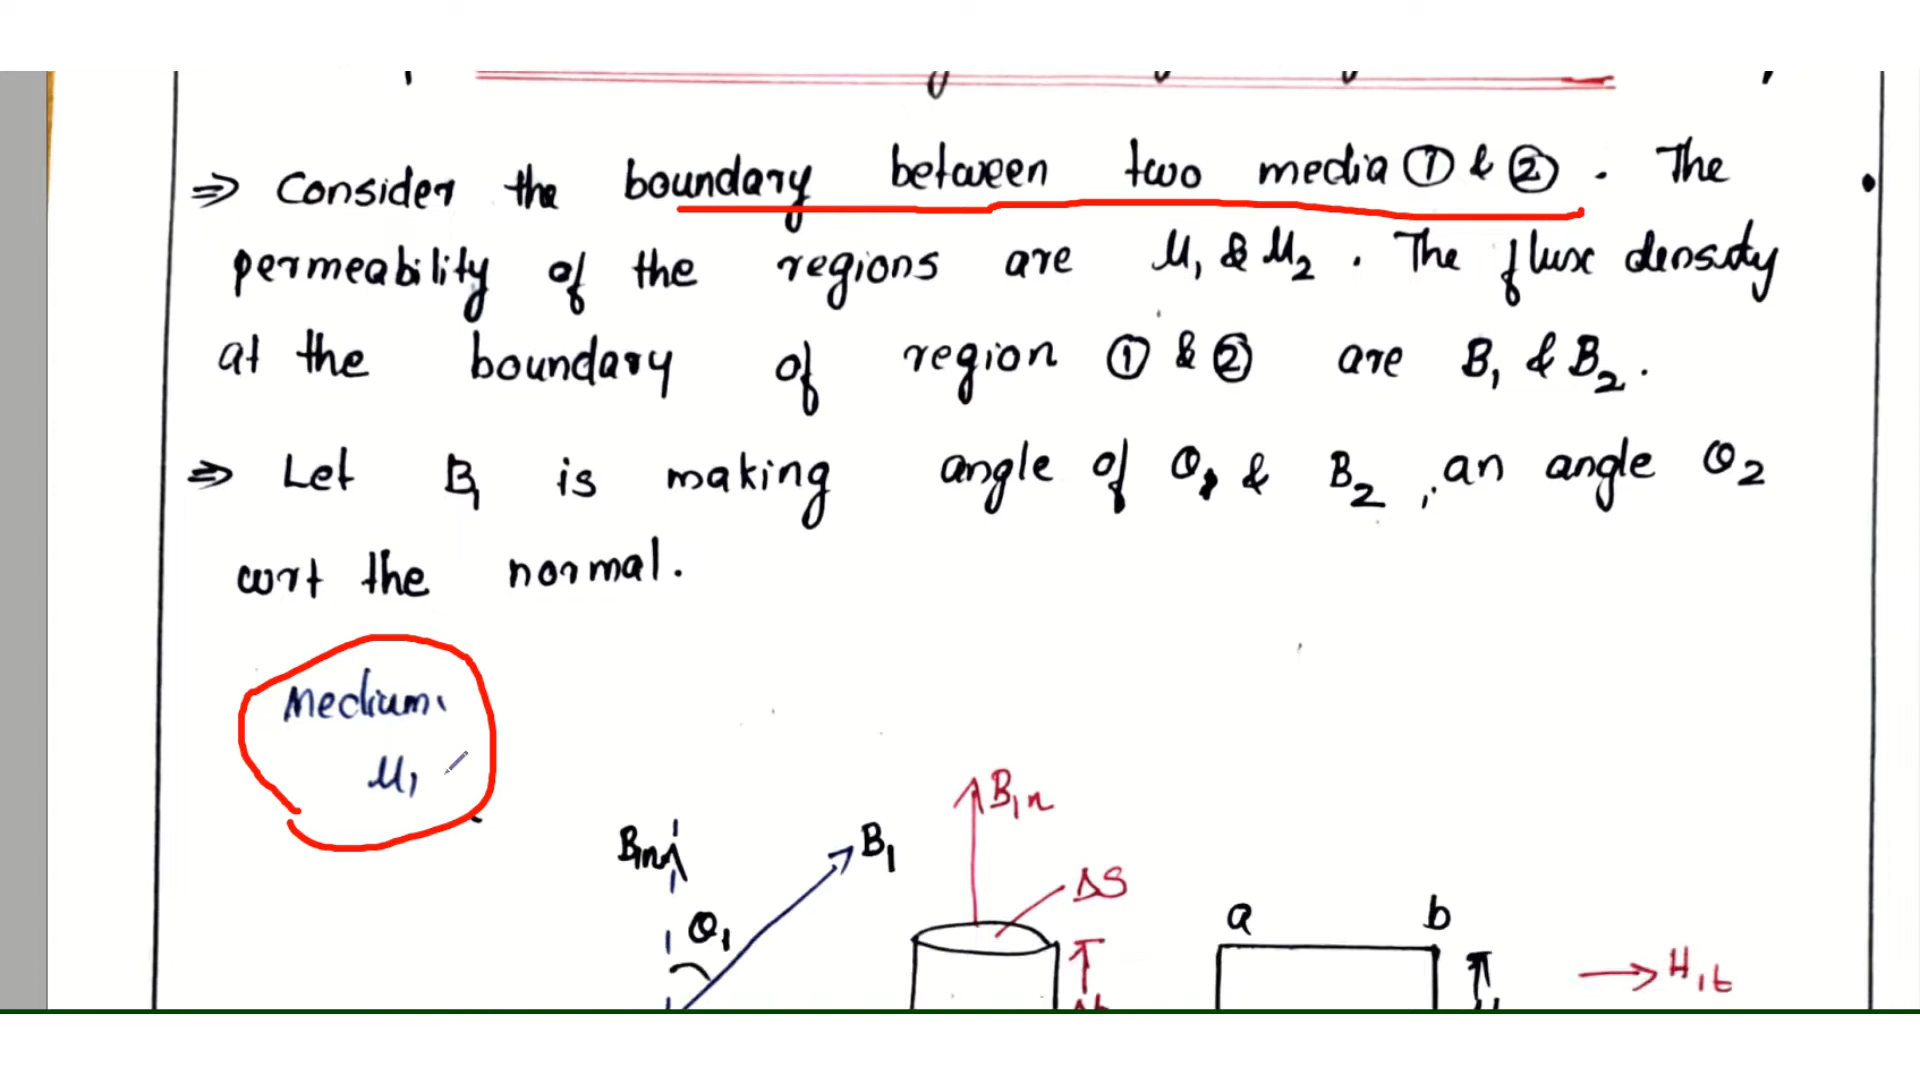 ⇒ Consider the boundary between two media ① & ②. The
permeability of the regions are μ₁ & μ₂. The flux density
at the boundary of region ① & ② are B₁ & B₂.
⇒ Let B₁ is making angle of θ₁ & B₂, an angle θ₂
wrt the normal.
Medium 1
μ₁
B₁ₙ
B₁
θ₁
B₁ₙ
ΔS
a b
H₁t